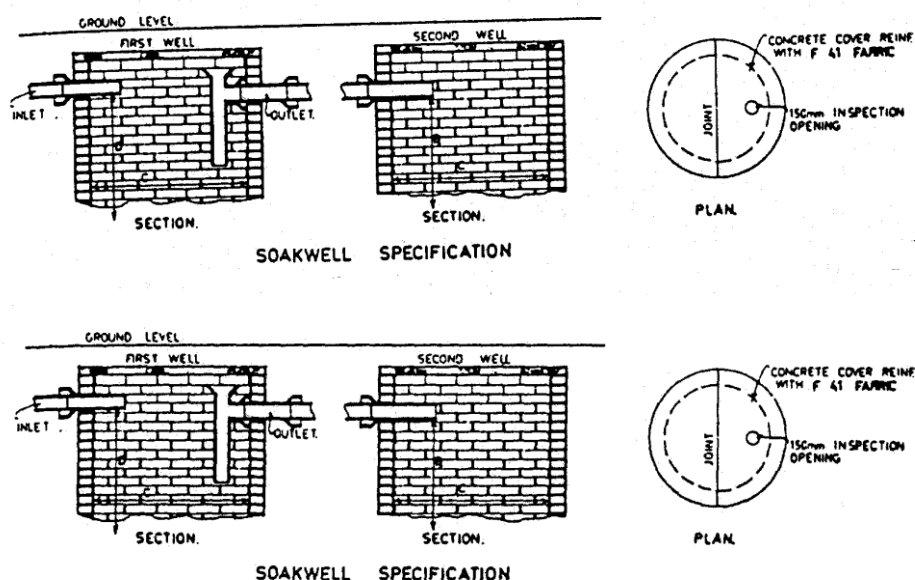 GROUND LEVEL
FIRST WELL
SECOND WELL
INLET
OUTLET.
d
C
C
SECTION.
SECTION.
CONCRETE COVER REINF.
WITH F 41 FABRIC
JOINT
150mm INSPECTION
OPENING
PLAN.
SOAKWELL SPECIFICATION
GROUND LEVEL
FIRST WELL
SECOND WELL
INLET
OUTLET.
d
C
C
SECTION.
SECTION.
CONCRETE COVER REINF.
WITH F 41 FABRIC
JOINT
150mm INSPECTION
OPENING
PLAN.
SOAKWELL SPECIFICATION